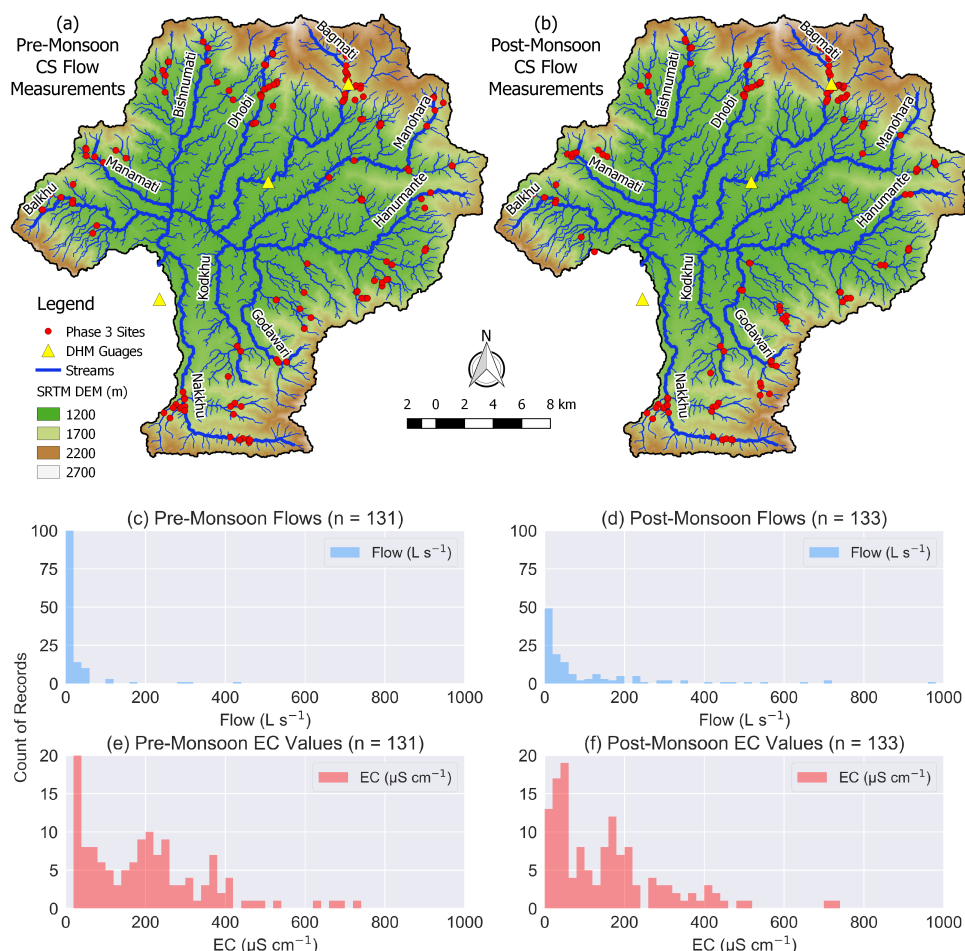 (a)
Pre-Monsoon
CS Flow
Measurements
Bishnumati
Dhobi
Bagmati
Manohara
Manamati
Balkhu
Hanumante
Kodkhu
Godawari
Nakkhu
Legend
Phase 3 Sites
DHM Guages
Streams
SRTM DEM (m)
1200
1700
2200
2700
N
2 0 2 4 6 8 km
(b)
Post-Monsoon
CS Flow
Measurements
Bishnumati
Dhobi
Bagmati
Manohara
Manamati
Balkhu
Hanumante
Kodkhu
Godawari
Nakkhu
(c) Pre-Monsoon Flows (n = 131)
Flow (L s⁻¹)
100
75
50
25
0
0 200 400 600 800 1000
Flow (L s⁻¹)
(d) Post-Monsoon Flows (n = 133)
Flow (L s⁻¹)
100
75
50
25
0
0 200 400 600 800 1000
Flow (L s⁻¹)
Count of Records
(e) Pre-Monsoon EC Values (n = 131)
EC (µS cm⁻¹)
20
15
10
5
0
0 200 400 600 800 1000
EC (µS cm⁻¹)
(f) Post-Monsoon EC Values (n = 133)
EC (µS cm⁻¹)
20
15
10
5
0
0 200 400 600 800 1000
EC (µS cm⁻¹)